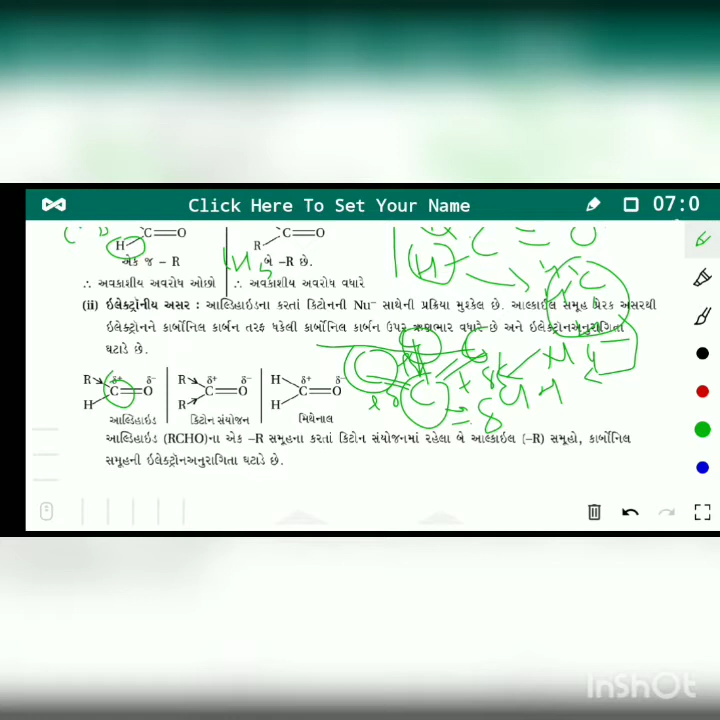 Click Here To Set Your Name
07:0
C=O
C=O
H
R
એક જ – R
બે –R છે.
∴ અવકાશીય અવરોધ ઓછો
∴ અવકાશીય અવરોધ વધારે
(ii) ઇલેક્ટ્રૉનીય અસર : આલ્ડિહાઇડના કરતાં કિટોનની Nu⁻ સાથેની પ્રક્રિયા મુશ્કેલ છે. આલ્કાઈલ સમૂહ પ્રેરક અસરથી
ઇલેક્ટ્રૉનને કાર્બોનિલ કાર્બન તરફ ધકેલી કાર્બોનિલ કાર્બન ઉપર ઋણભાર વધારે છે અને ઇલેક્ટ્રૉનઅનુરાગિતા
ઘટાડે છે.
R δ+ δ–
C=O
H
R δ+ δ–
C=O
R
H δ+ δ–
C=O
H
આલ્ડિહાઇડ
કિટોન સંયોજન
મિથેનાલ
આલ્ડિહાઇડ (RCHO)ના એક –R સમૂહના કરતાં કિટોન સંયોજનમાં રહેલા બે આલ્કાઇલ (–R) સમૂહો, કાર્બોનિલ
સમૂહની ઇલેક્ટ્રૉનઅનુરાગિતા ઘટાડે છે.
InShOt